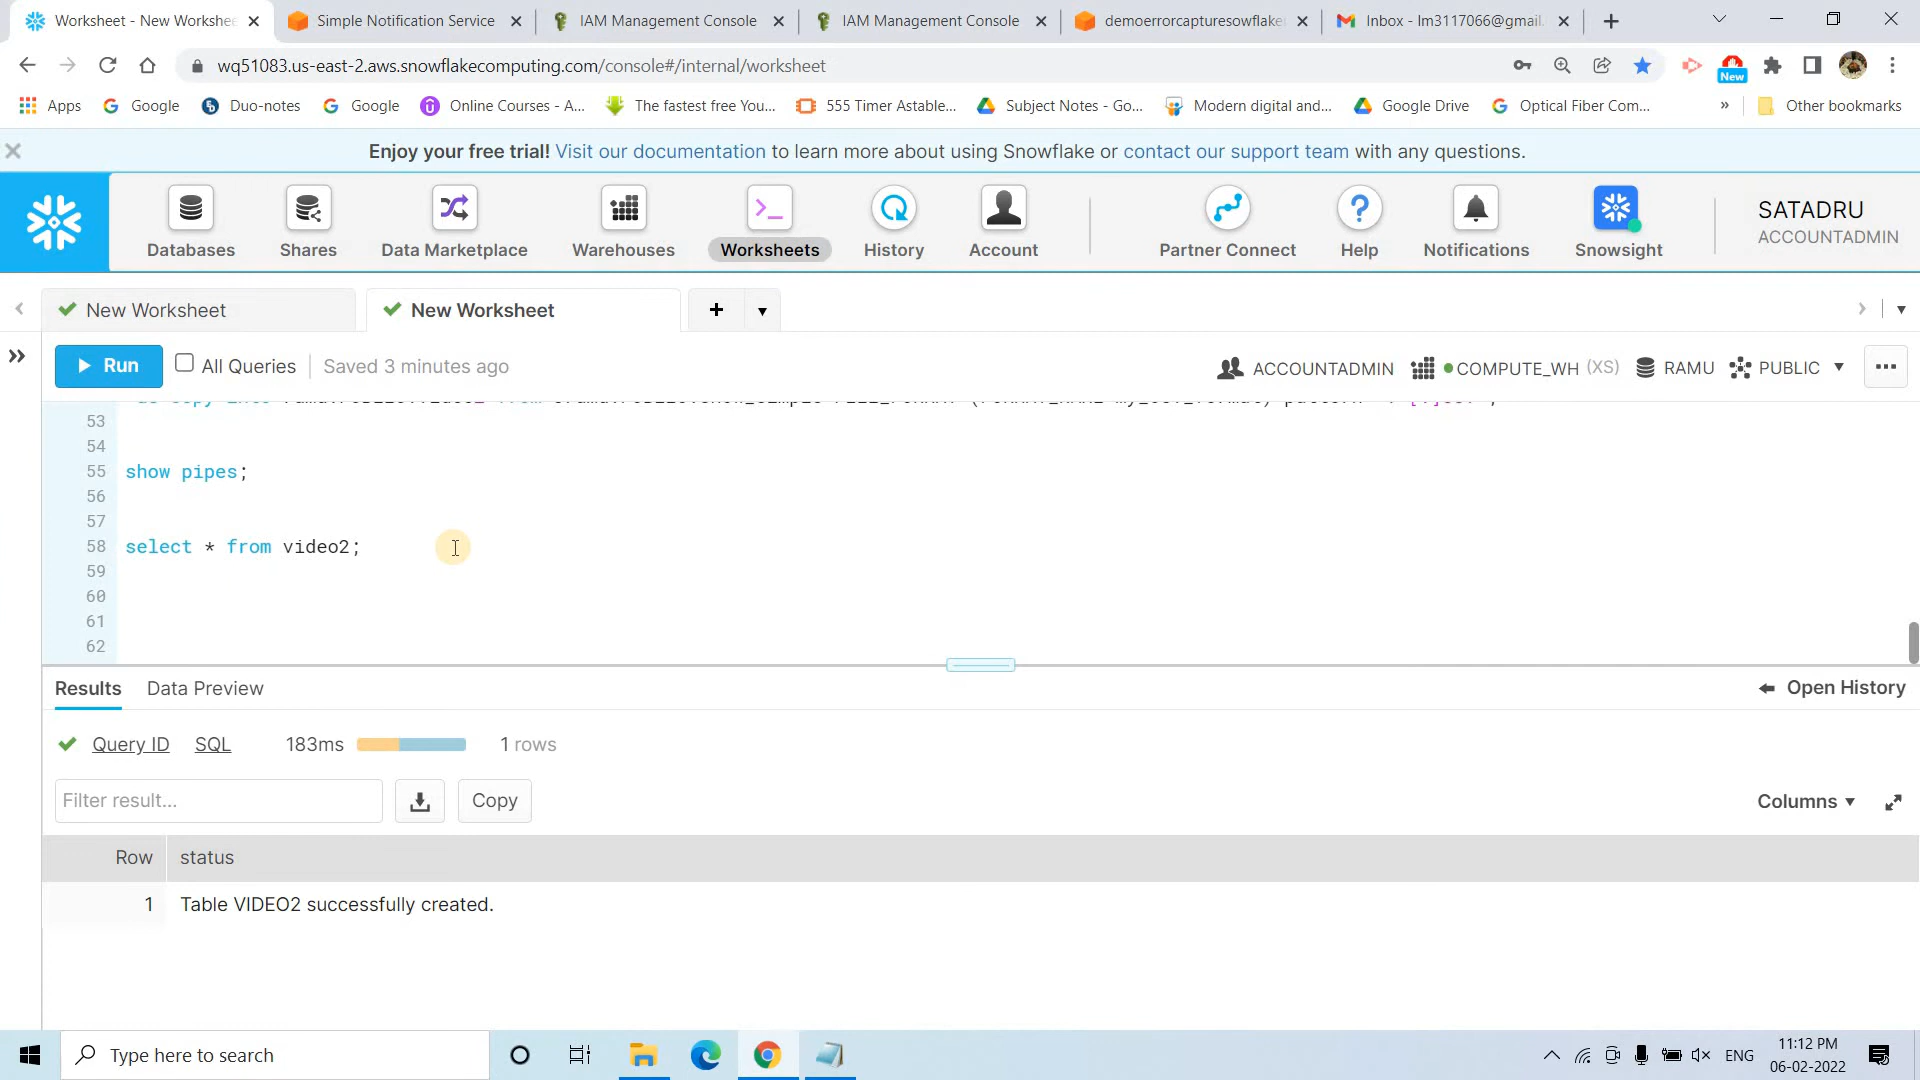 Worksheet - New Workshee
Simple Notification Service
IAM Management Console
IAM Management Console
demoerrorcapturesowflake
Inbox - lm3117066@gmail.
wq51083.us-east-2.aws.snowflakecomputing.com/console#/internal/worksheet
New
Apps
Google
Duo-notes
Google
Online Courses - A...
The fastest free You...
555 Timer Astable...
Subject Notes - Go...
Modern digital and...
Google Drive
Optical Fiber Com...
»
Other bookmarks
Enjoy your free trial! Visit our documentation to learn more about using Snowflake or contact our support team with any questions.
Databases
Shares
Data Marketplace
Warehouses
Worksheets
History
Account
Partner Connect
Help
Notifications
Snowsight
SATADRU
ACCOUNTADMIN
New Worksheet
New Worksheet
Run
All Queries
Saved 3 minutes ago
ACCOUNTADMIN
COMPUTE_WH (XS)
RAMU
PUBLIC
53
54
55 show pipes;
56
57
58 select * from video2;
59
60
61
62
Results
Data Preview
Open History
Query ID
SQL
183ms
1 rows
Filter result...
Copy
Columns
Row status
1 Table VIDEO2 successfully created.
Type here to search
ENG
11:12 PM
06-02-2022